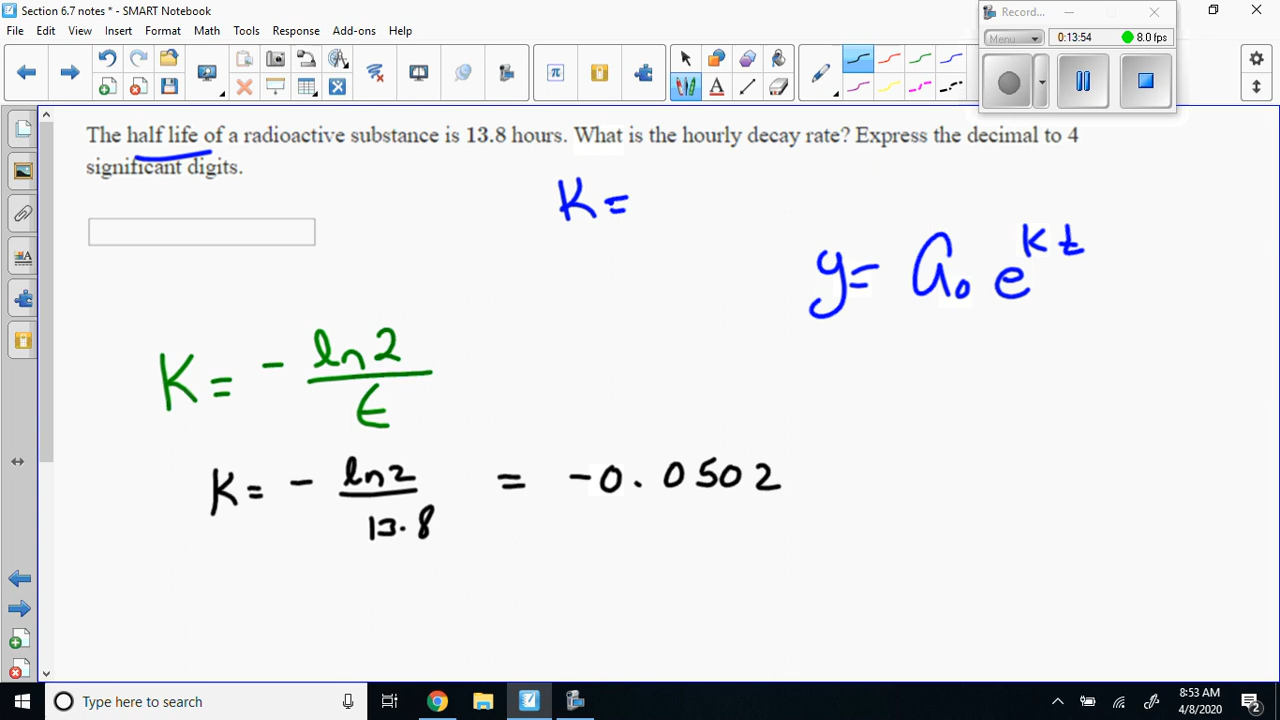 Section 6.7 notes * - SMART Notebook
Record...
File Edit View Insert Format Math Tools Response Add-ons Help
Menu 0:13:54 8.0 fps
The half life of a radioactive substance is 13.8 hours. What is the hourly decay rate? Express the decimal to 4
significant digits.
K =
y = a₀ e^kt
K = - ln2/t
K = - ln2/13.8 = -0.0502
Type here to search
8:53 AM
4/8/2020
2